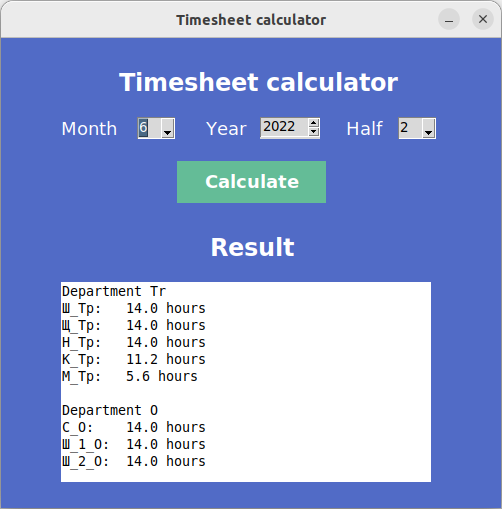 Timesheet calculator
Timesheet calculator
Month 6 Year 2022 Half 2
Calculate
Result
Department Tr
Ш_Тр: 14.0 hours
Щ_Тр: 14.0 hours
Н_Тр: 14.0 hours
К_Тр: 11.2 hours
М_Тр: 5.6 hours
Department O
С_О: 14.0 hours
Ш_1_О: 14.0 hours
Ш_2_О: 14.0 hours